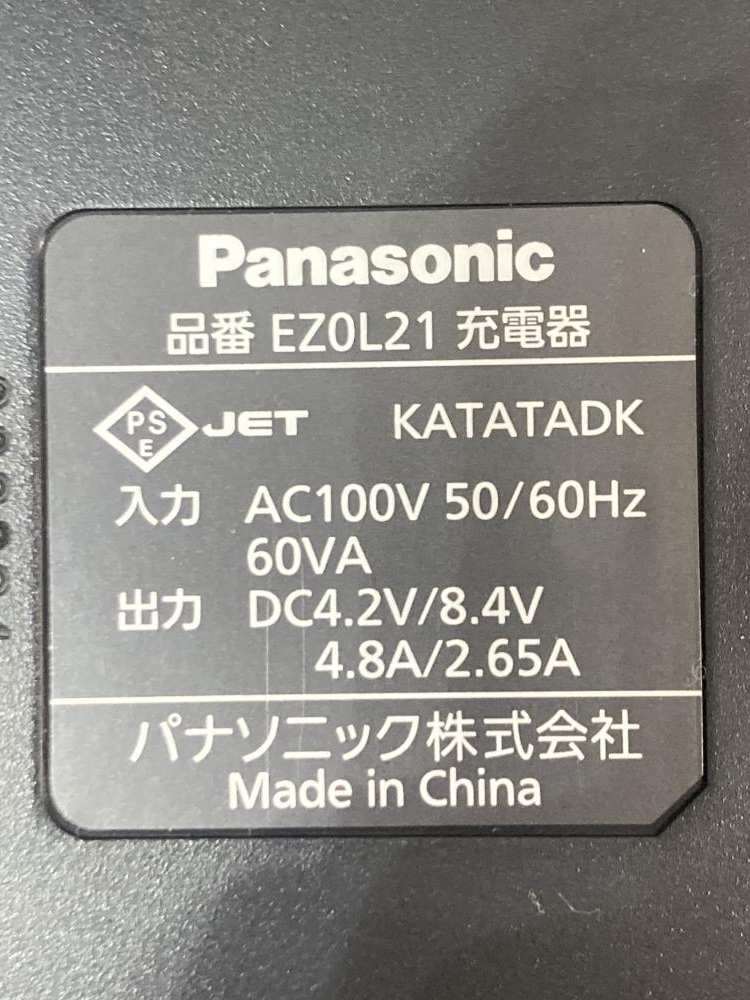 Panasonic
品番 EZ0L21 充電器
PSE JET KATATADK
入力 AC100V 50/60Hz
60VA
出力 DC4.2V/8.4V
4.8A/2.65A
パナソニック株式会社
Made in China